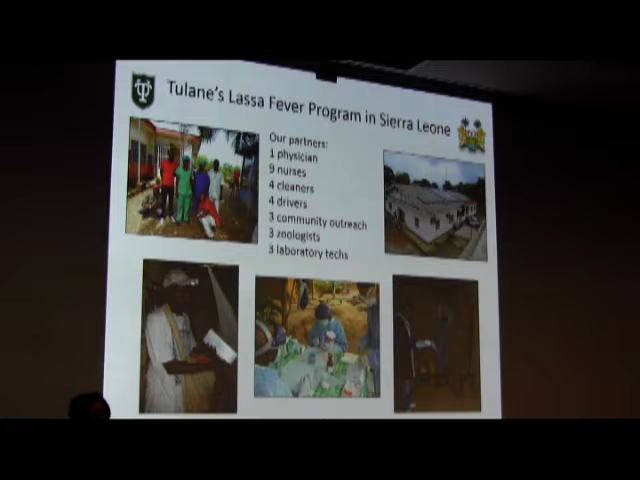 Tulane's Lassa Fever Program in Sierra Leone
Our partners:
1 physician
9 nurses
4 cleaners
4 drivers
3 community outreach
3 zoologists
3 laboratory techs